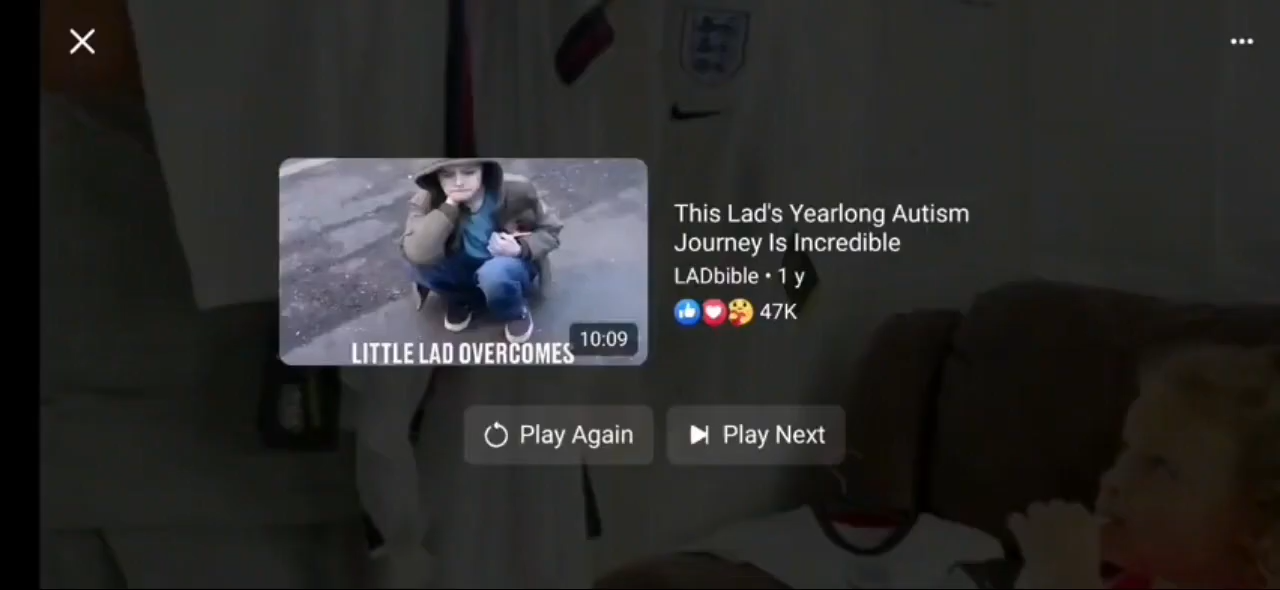 This Lad's Yearlong Autism
Journey Is Incredible
LADbible • 1 y
47K
10:09
LITTLE LAD OVERCOMES
Play Again
Play Next